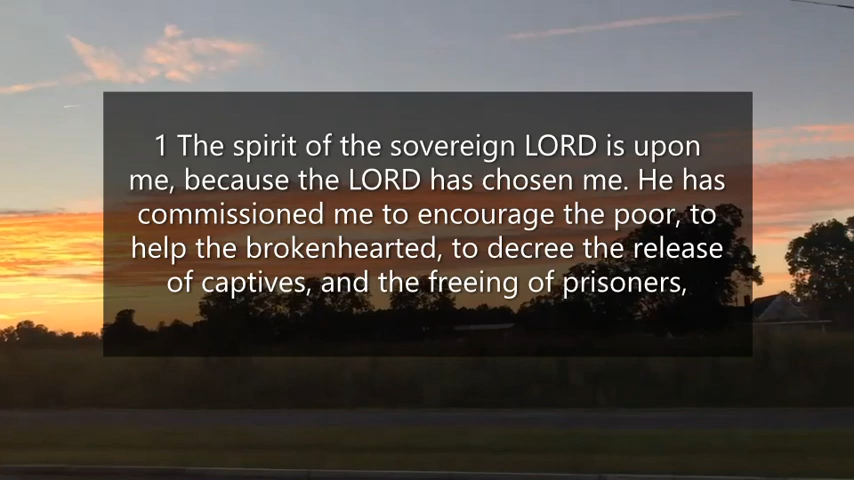 1 The spirit of the sovereign LORD is upon
me, because the LORD has chosen me. He has
commissioned me to encourage the poor, to
help the brokenhearted, to decree the release
of captives, and the freeing of prisoners,